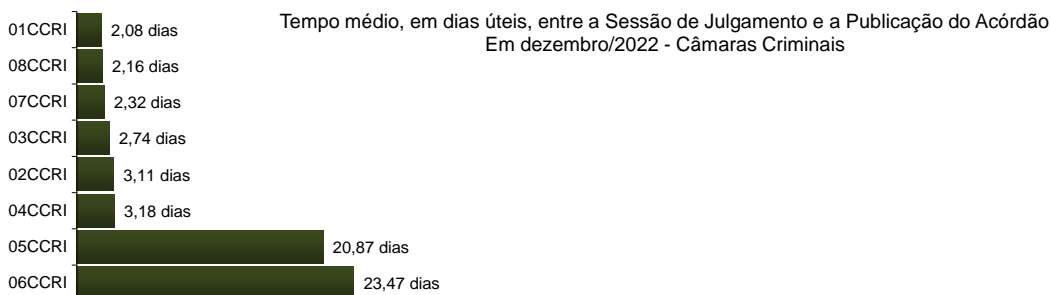 Tempo médio, em dias úteis, entre a Sessão de Julgamento e a Publicação do Acórdão
Em dezembro/2022 - Câmaras Criminais
01CCRI 2,08 dias
08CCRI 2,16 dias
07CCRI 2,32 dias
03CCRI 2,74 dias
02CCRI 3,11 dias
04CCRI 3,18 dias
05CCRI 20,87 dias
06CCRI 23,47 dias